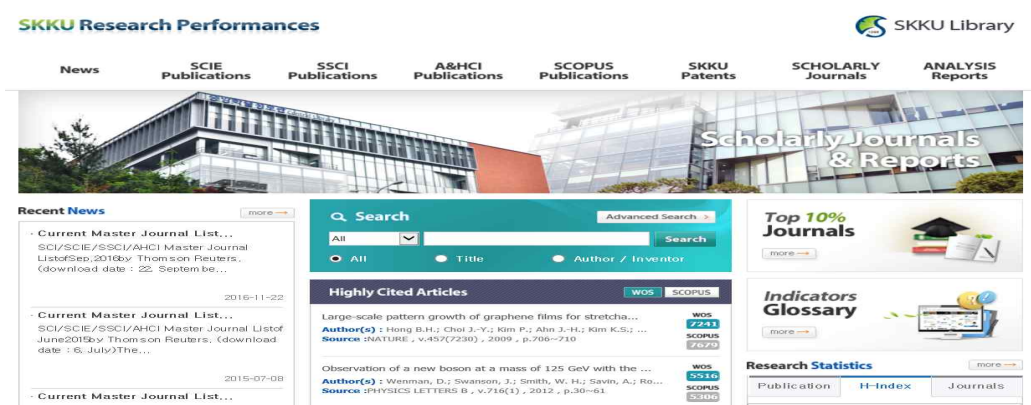 SKKU Research Performances
SKKU Library
News
SCIE Publications
SSCI Publications
A&HCI Publications
SCOPUS Publications
SKKU Patents
SCHOLARLY Journals
ANALYSIS Reports
Scholarly Journals
& Reports
Recent News
more →
· Current Master Journal List...
SCI/SCIE/SSCI/AHCI Master Journal
ListofSep,2016by Thomson Reuters,
(download date : 22, Septembe...
2016-11-22
· Current Master Journal List...
SCI/SCIE/SSCI/AHCI Master Journal Listof
June2015by Thomson Reuters, (download
date : 6, July)The...
2015-07-08
· Current Master Journal List...
Search
Advanced Search >
All
Search
All
Title
Author / Inventor
Highly Cited Articles
WOS
SCOPUS
Large-scale pattern growth of graphene films for stretcha...
Author(s) : Hong B.H.; Choi J.-Y.; Kim P.; Ahn J.-H.; Kim K.S.; ...
Source :NATURE , v.457(7230) , 2009 , p.706~710
WOS
7241
SCOPUS
7679
Observation of a new boson at a mass of 125 GeV with the ...
Author(s) : Wenman, D.; Swanson, J.; Smith, W. H.; Savin, A.; Ro...
Source :PHYSICS LETTERS B , v.716(1) , 2012 , p.30~61
WOS
5516
SCOPUS
5306
Top 10%
Journals
more →
Indicators
Glossary
more →
Research Statistics
more →
Publication
H-Index
Journals